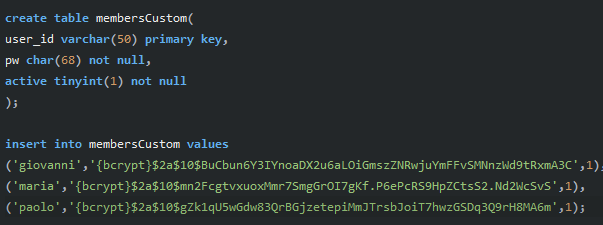 create table membersCustom(
user_id varchar(50) primary key,
pw char(68) not null,
active tinyint(1) not null
);
insert into membersCustom values
('giovanni','{bcrypt}$2a$10$BuCbun6Y3IYnoaDX2u6aLOiGmszZNRwjuYmFFvSMNnzWd9tRxmA3C',1),
('maria','{bcrypt}$2a$10$mn2FcgtvxuoxMmr7SmgGrOI7gKf.P6ePcRS9HpZCtsS2.Nd2WcSvS',1),
('paolo','{bcrypt}$2a$10$gZk1qU5wGdw83QrBGjzetepiMmJTrsbJoiT7hwzGSDq3Q9rH8MA6m',1);